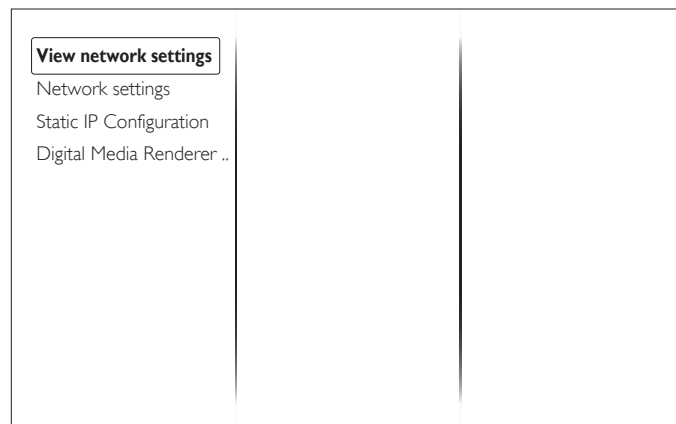 View network settings
Network settings
Static IP Configuration
Digital Media Renderer ..